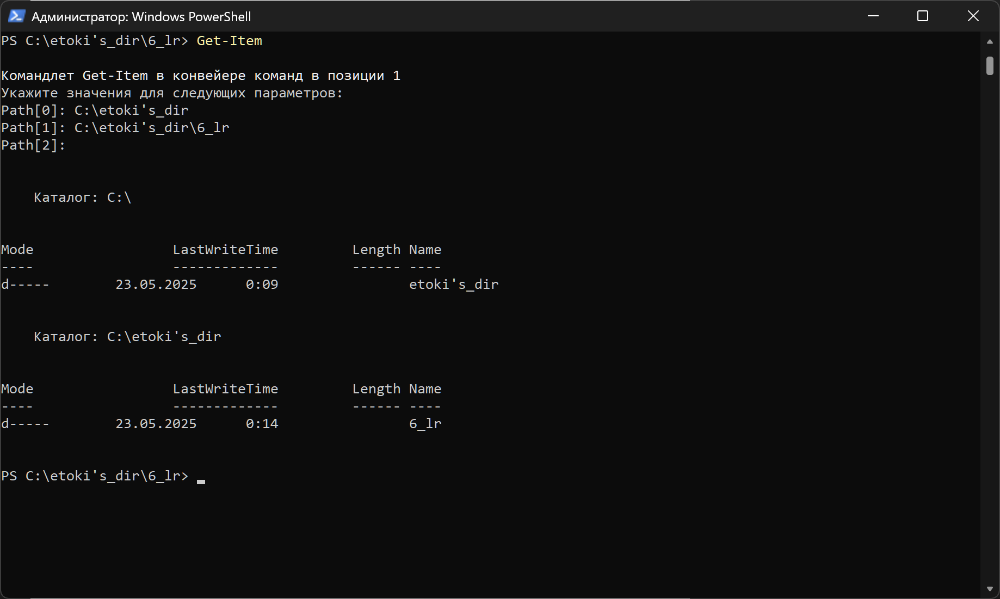 Администратор: Windows PowerShell
PS C:\etoki's_dir\6_lr> Get-Item
Командлет Get-Item в конвейере команд в позиции 1
Укажите значения для следующих параметров:
Path[0]: C:\etoki's_dir
Path[1]: C:\etoki's_dir\6_lr
Path[2]:
Каталог: C:\
Mode                 LastWriteTime         Length Name
----                 -------------         ------ ----
d-----        23.05.2025      0:09                etoki's_dir
Каталог: C:\etoki's_dir
Mode                 LastWriteTime         Length Name
----                 -------------         ------ ----
d-----        23.05.2025      0:14                6_lr
PS C:\etoki's_dir\6_lr>